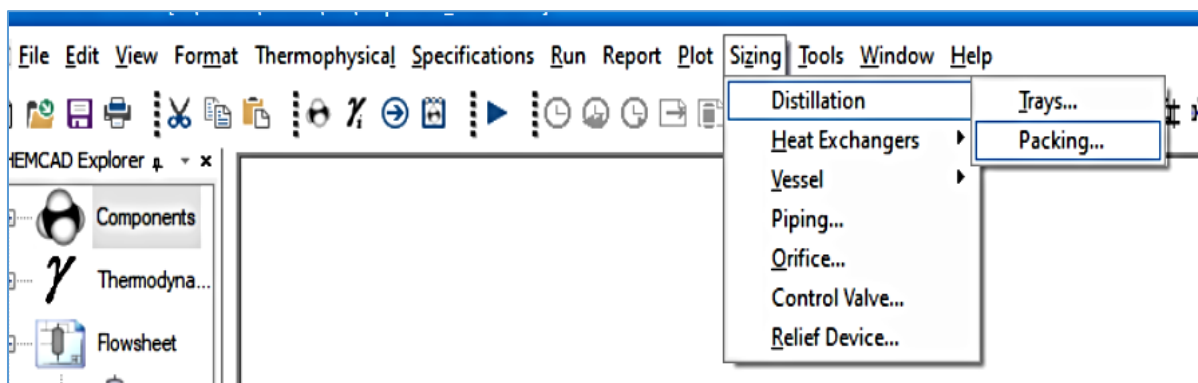 File Edit View Format Thermophysical Specifications Run Report Plot Sizing Tools Window Help
Distillation
Trays...
Packing...
Heat Exchangers
Vessel
Piping...
Orifice...
Control Valve...
Relief Device...
HEMCAD Explorer
Components
γ Thermodyna...
Flowsheet